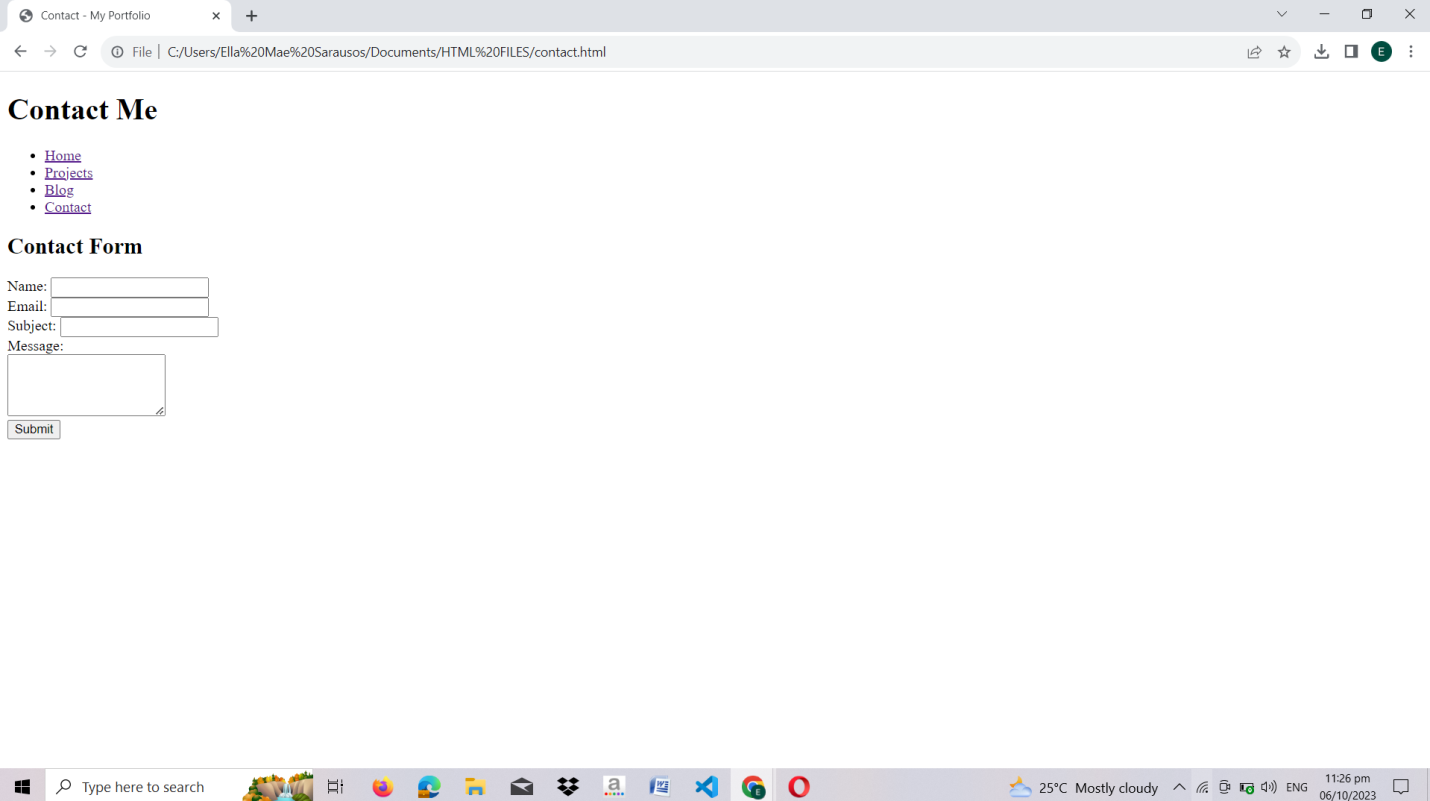 Contact - My Portfolio
File | C:/Users/Ella%20Mae%20Sarausos/Documents/HTML%20FILES/contact.html
E
Contact Me
Home
Projects
Blog
Contact
Contact Form
Name:
Email:
Subject:
Message:
Submit
Type here to search
a
W
E
25°C Mostly cloudy
ENG
11:26 pm
06/10/2023